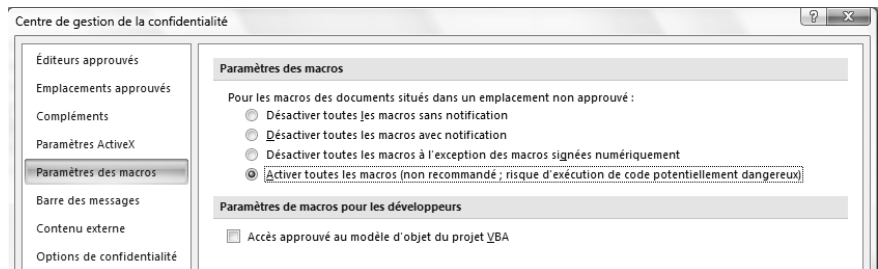 Centre de gestion de la confidentialité
Éditeurs approuvés
Emplacements approuvés
Compléments
Paramètres ActiveX
Paramètres des macros
Barre des messages
Contenu externe
Options de confidentialité
Paramètres des macros
Pour les macros des documents situés dans un emplacement non approuvé :
Désactiver toutes les macros sans notification
Désactiver toutes les macros avec notification
Désactiver toutes les macros à l'exception des macros signées numériquement
Activer toutes les macros (non recommandé ; risque d'exécution de code potentiellement dangereux)
Paramètres de macros pour les développeurs
Accès approuvé au modèle d'objet du projet VBA